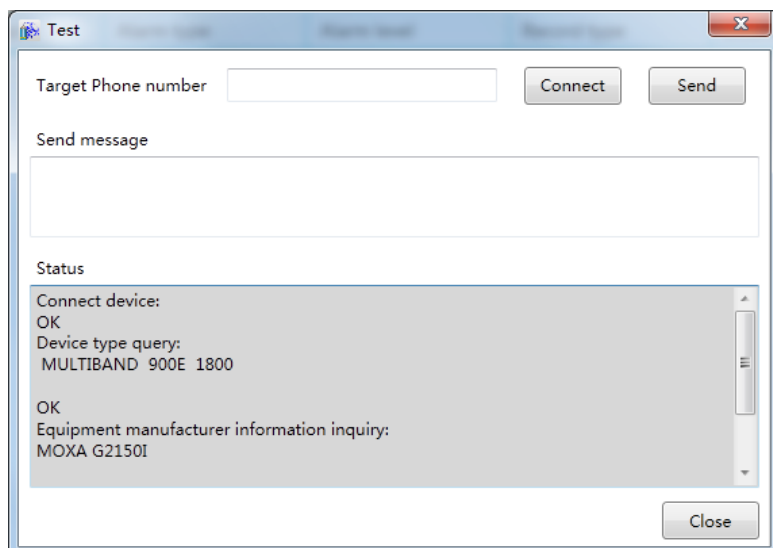 Test
Target Phone number
Connect
Send
Send message
Status
Connect device:
OK
Device type query:
MULTIBAND 900E 1800
OK
Equipment manufacturer information inquiry:
MOXA G2150I
Close